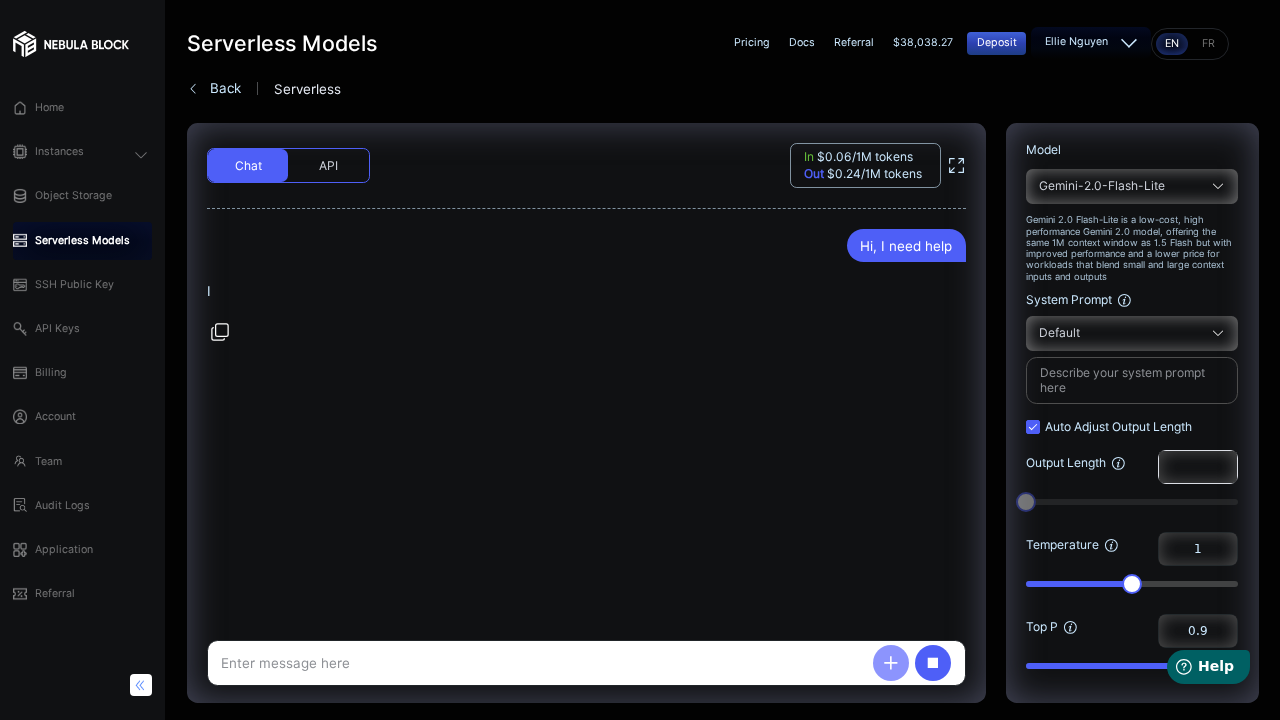 NEBULA BLOCK
Home
Instances
Object Storage
Serverless Models
SSH Public Key
API Keys
Billing
Account
Team
Audit Logs
Application
Referral
Serverless Models
Pricing
Docs
Referral
$38,038.27
Deposit
Ellie Nguyen
EN
FR
Back
Serverless
Chat
API
In $0.06/1M tokens
Out $0.24/1M tokens
Hi, I need help
I
Enter message here
Model
Gemini-2.0-Flash-Lite
Gemini 2.0 Flash-Lite is a low-cost, high
performance Gemini 2.0 model, offering the
same 1M context window as 1.5 Flash but with
improved performance and a lower price for
workloads that blend small and large context
inputs and outputs
System Prompt
Default
Describe your system prompt
here
Auto Adjust Output Length
Output Length
Temperature
1
Top P
0.9
Help